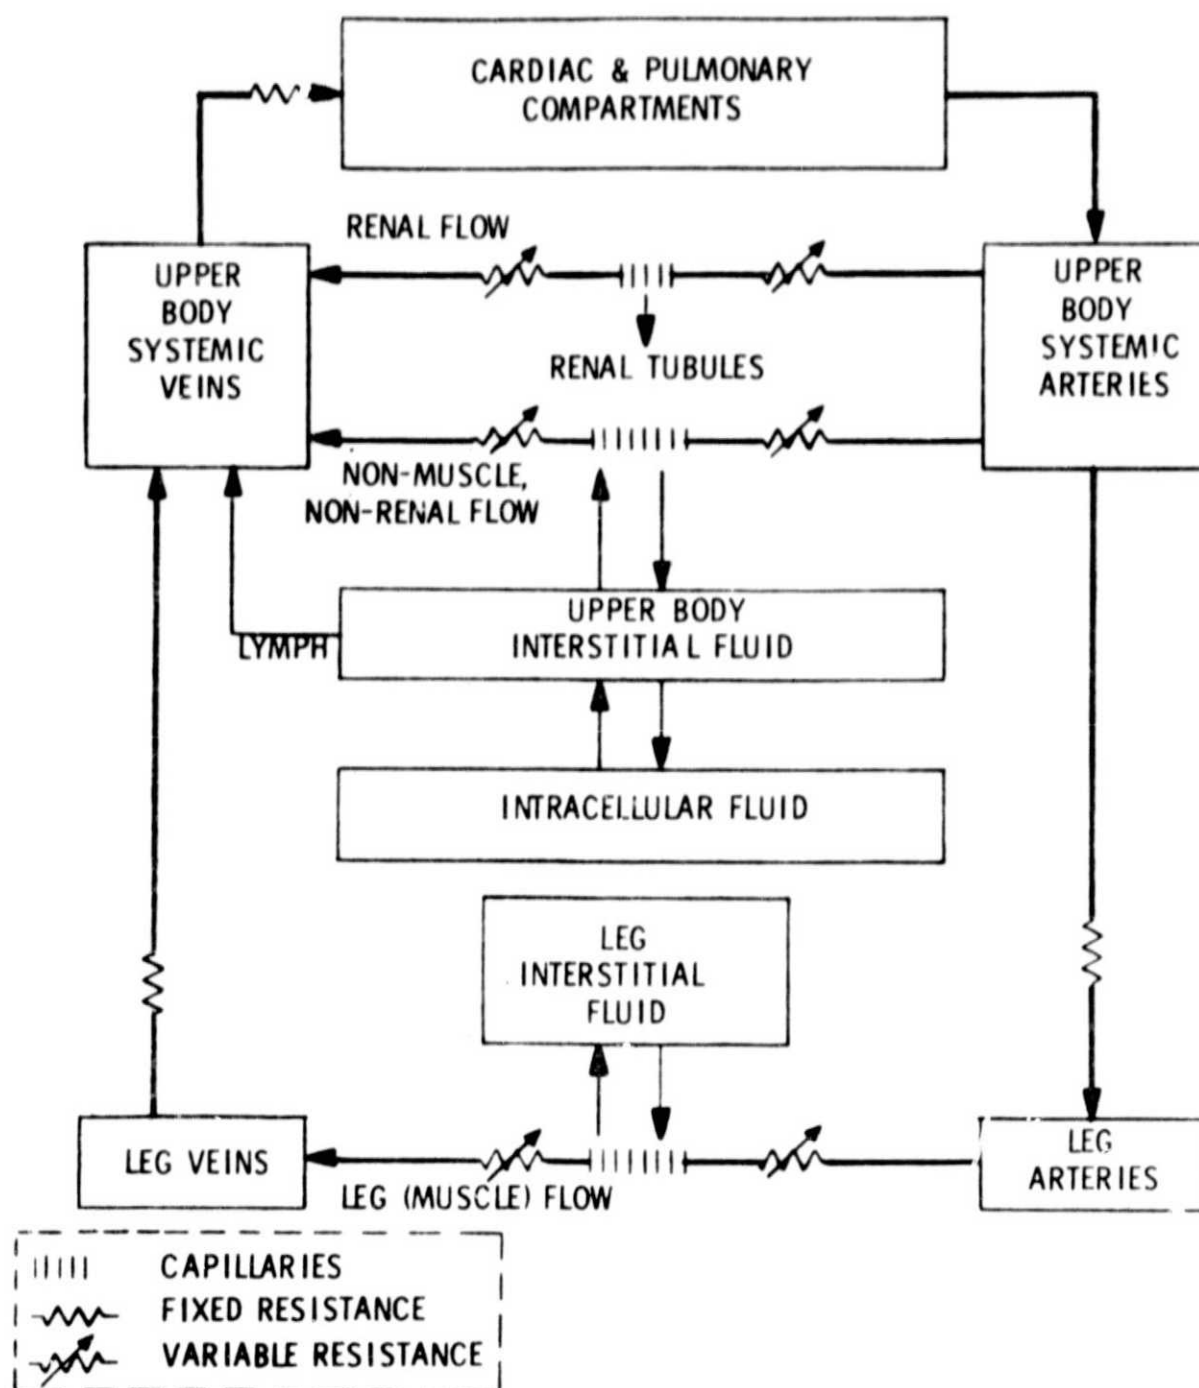 CARDIAC & PULMONARY
COMPARTMENTS
RENAL FLOW
UPPER
BODY
SYSTEMIC
VEINS
UPPER
BODY
SYSTEMIC
ARTERIES
RENAL TUBULES
NON-MUSCLE,
NON-RENAL FLOW
UPPER BODY
INTERSTITIAL FLUID
LYMPH
INTRACELLULAR FLUID
LEG
INTERSTITIAL
FLUID
LEG VEINS
LEG (MUSCLE) FLOW
LEG
ARTERIES
CAPILLARIES
FIXED RESISTANCE
VARIABLE RESISTANCE